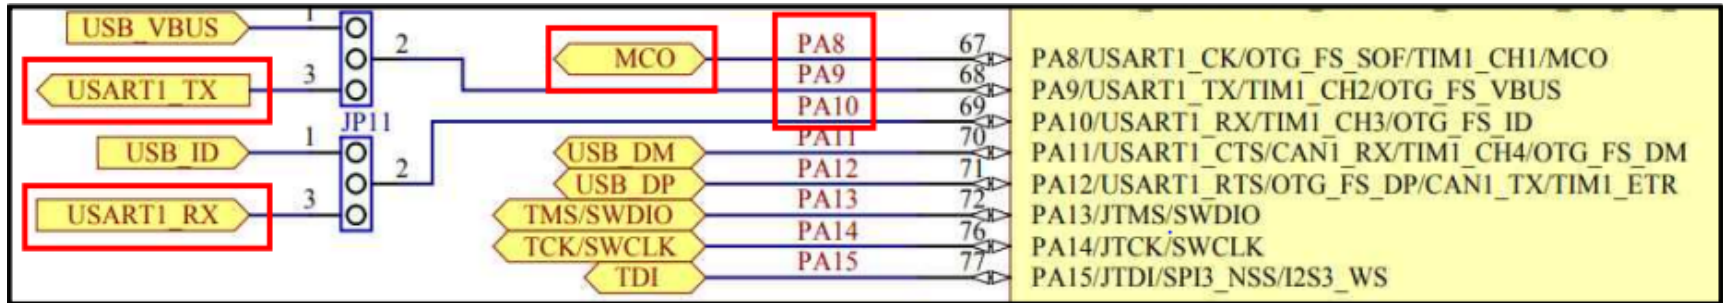 USB_VBUS 1
2 MCO PA8 67 PA8/USART1_CK/OTG_FS_SOF/TIM1_CH1/MCO
USART1_TX 3 PA9 68 PA9/USART1_TX/TIM1_CH2/OTG_FS_VBUS
JP11 PA10 69 PA10/USART1_RX/TIM1_CH3/OTG_FS_ID
USB_ID 1 USB_DM PA11 70 PA11/USART1_CTS/CAN1_RX/TIM1_CH4/OTG_FS_DM
2 USB_DP PA12 71 PA12/USART1_RTS/OTG_FS_DP/CAN1_TX/TIM1_ETR
USART1_RX 3 TMS/SWDIO PA13 72 PA13/JTMS/SWDIO
TCK/SWCLK PA14 76 PA14/JTCK/SWCLK
TDI PA15 77 PA15/JTDI/SPI3_NSS/I2S3_WS